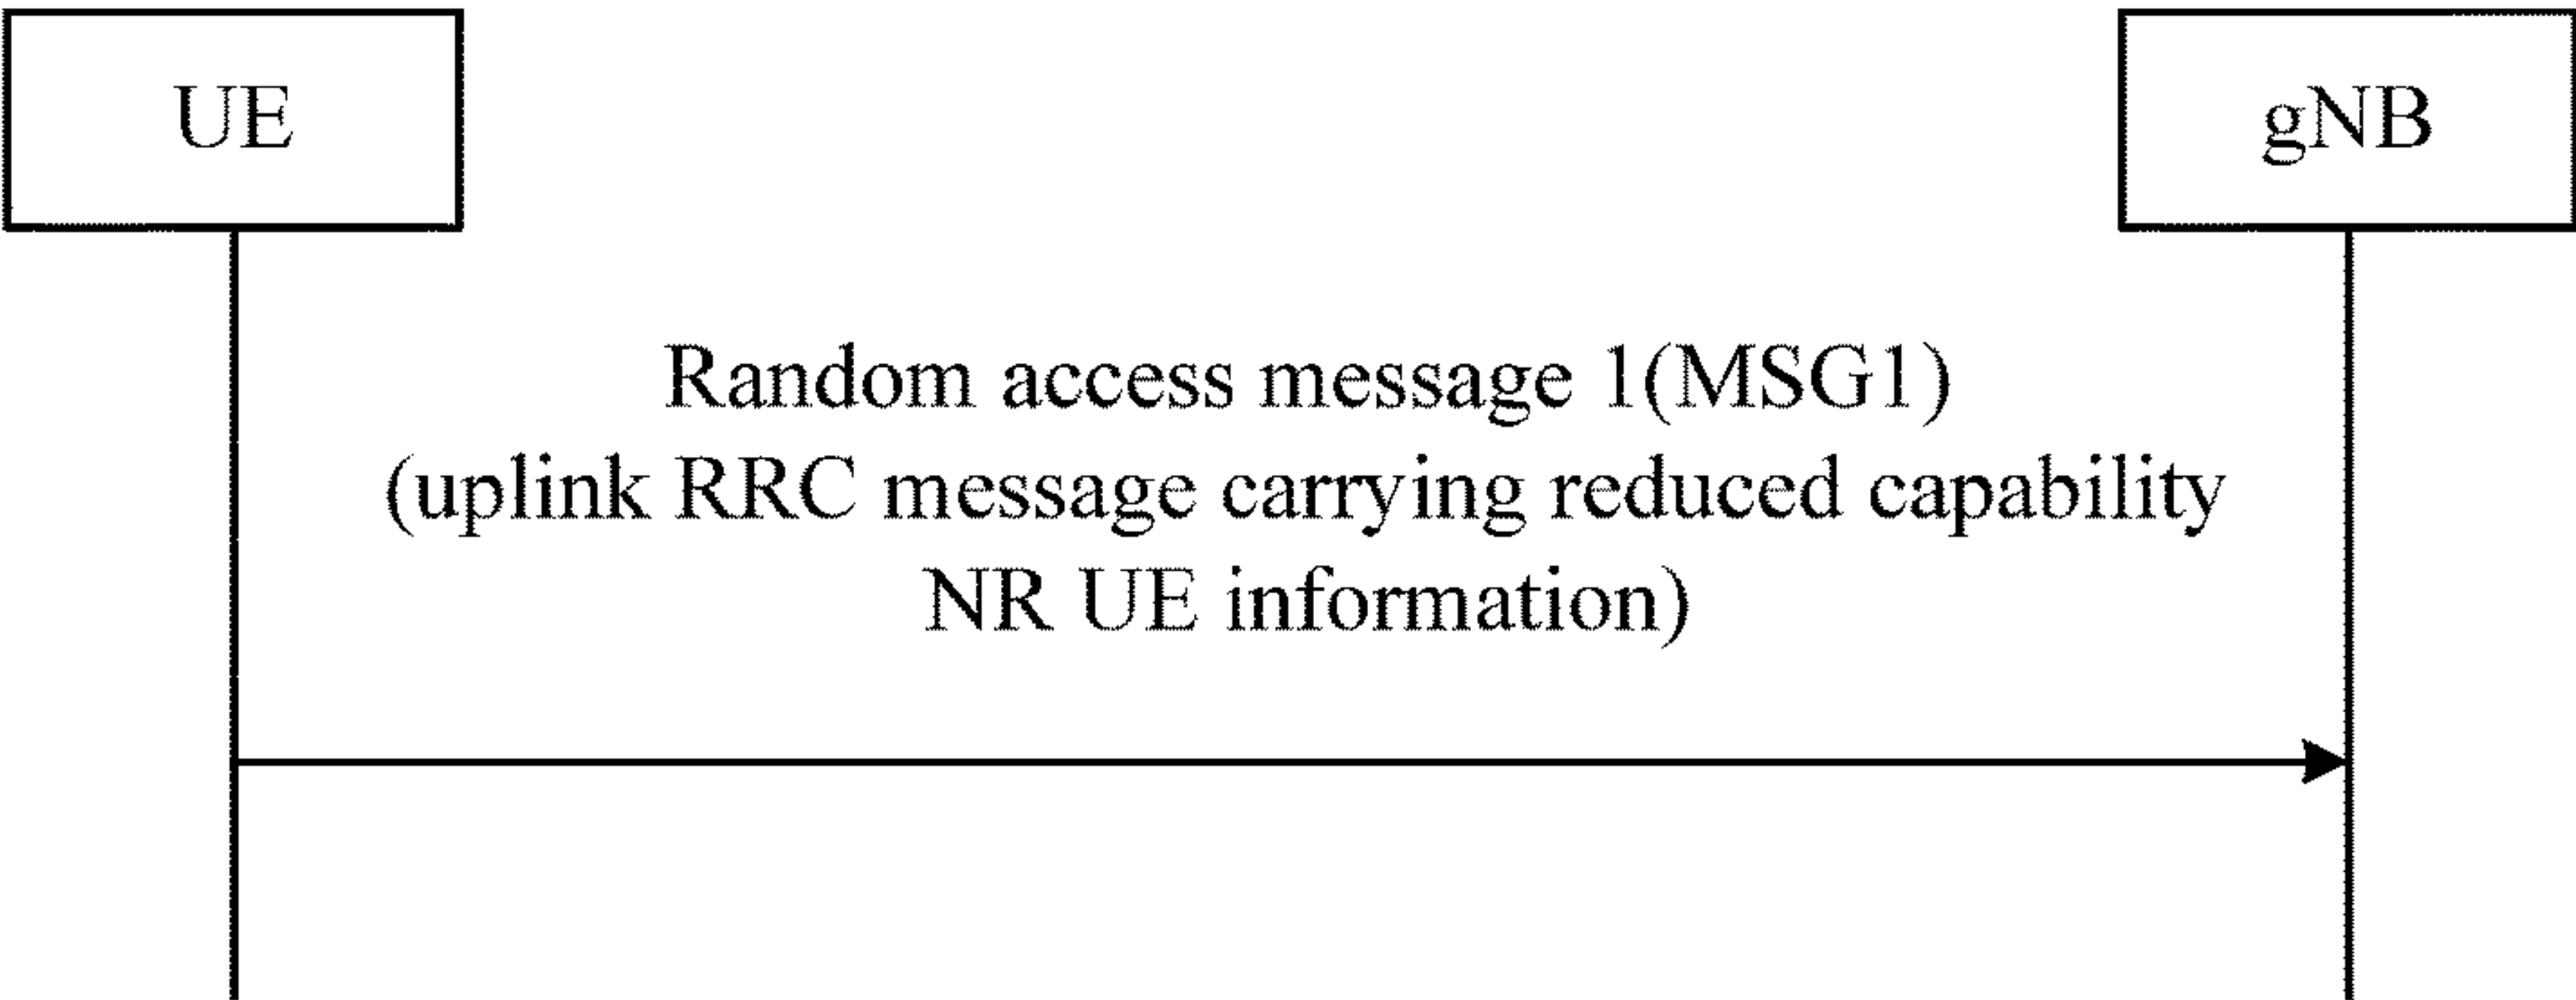 UE
gNB
Random access message 1(MSG1)
(uplink RRC message carrying reduced capability
NR UE information)